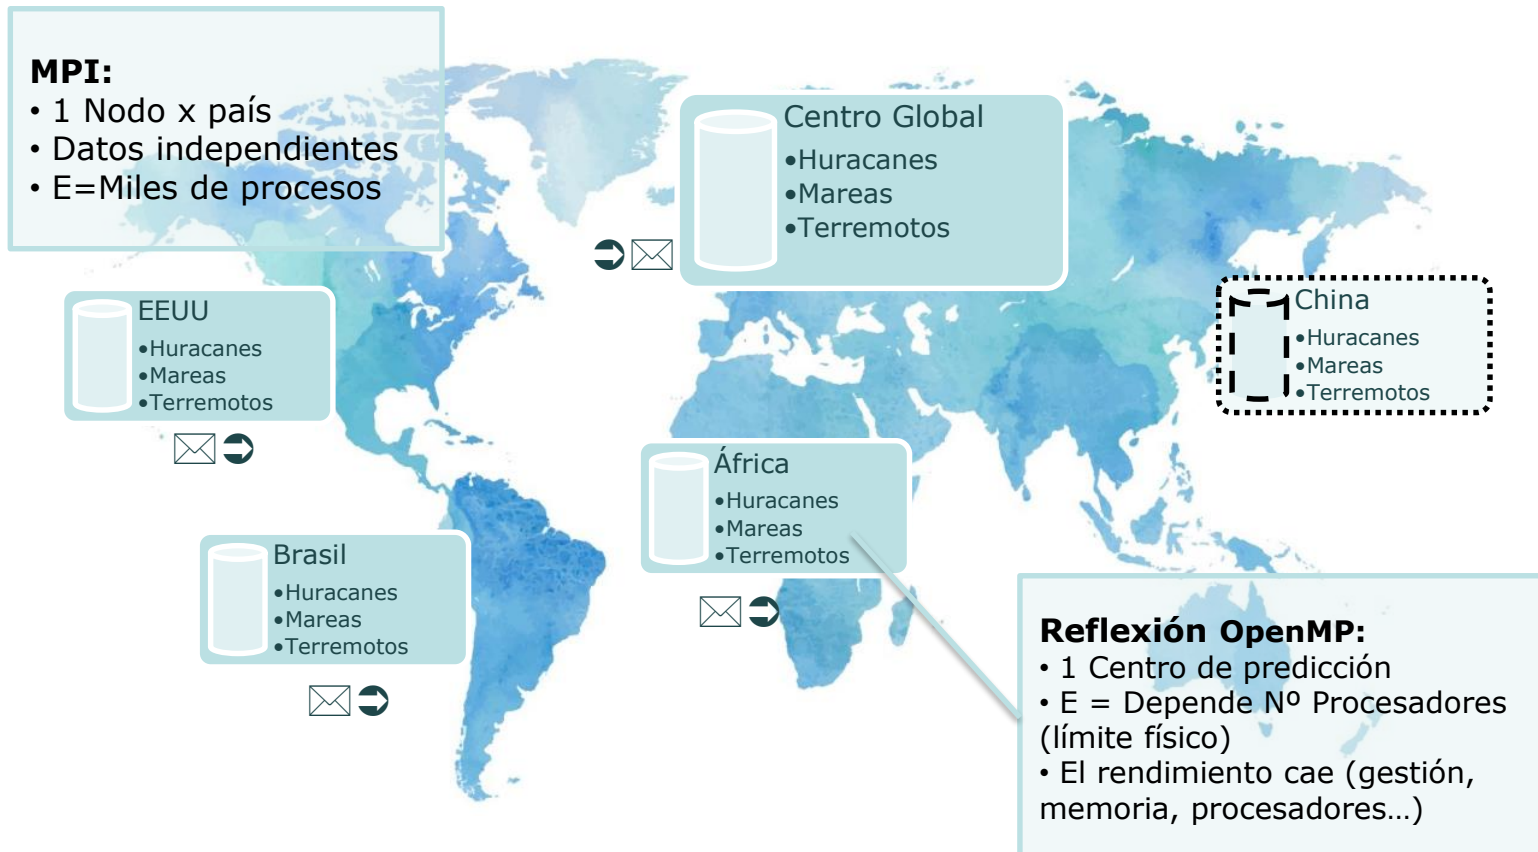 MPI:
• 1 Nodo x país
• Datos independientes
• E=Miles de procesos
Centro Global
•Huracanes
•Mareas
•Terremotos
EEUU
•Huracanes
•Mareas
•Terremotos
China
•Huracanes
•Mareas
•Terremotos
África
•Huracanes
•Mareas
•Terremotos
Brasil
•Huracanes
•Mareas
•Terremotos
Reflexión OpenMP:
• 1 Centro de predicción
• E = Depende Nº Procesadores
(límite físico)
• El rendimiento cae (gestión,
memoria, procesadores…)